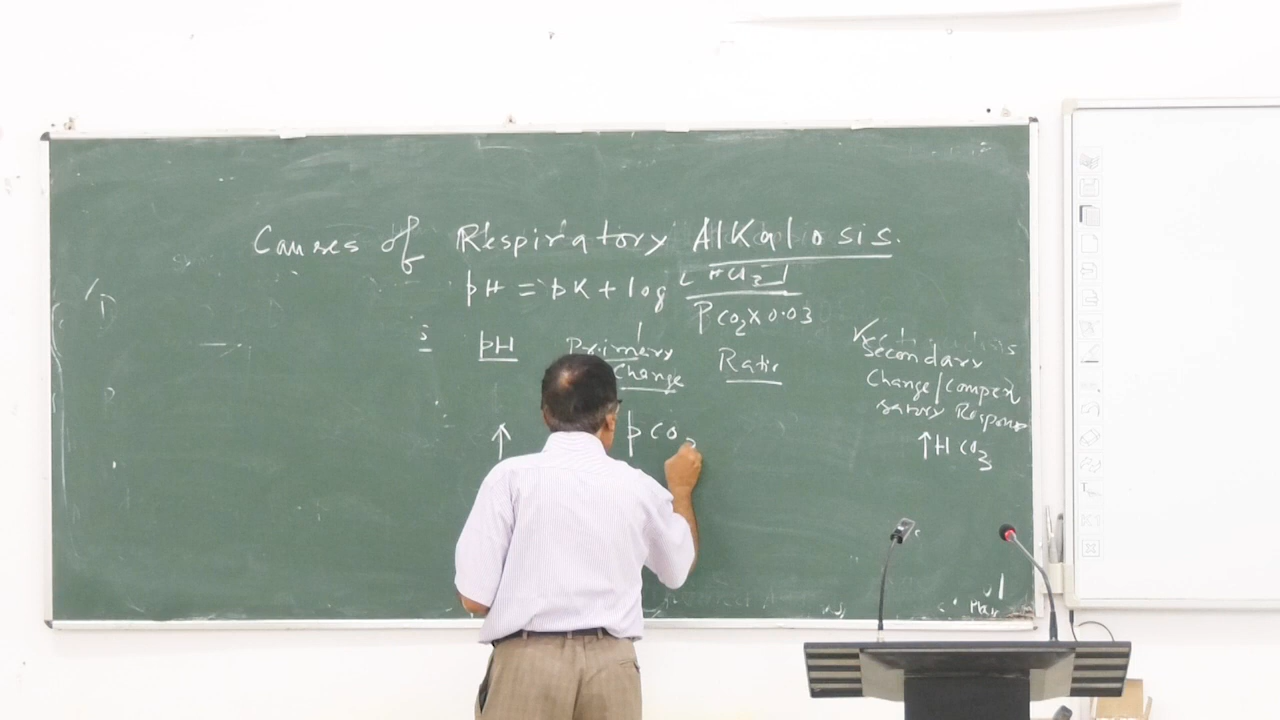 Causes of Respiratory Alkalosis.
pH = pK + log [HCO3]
PCO2 x 0.03
pH Primary Ratio Secondary
Change Change/Compen
satory Respon
↑ pCO2 ↑HCO3